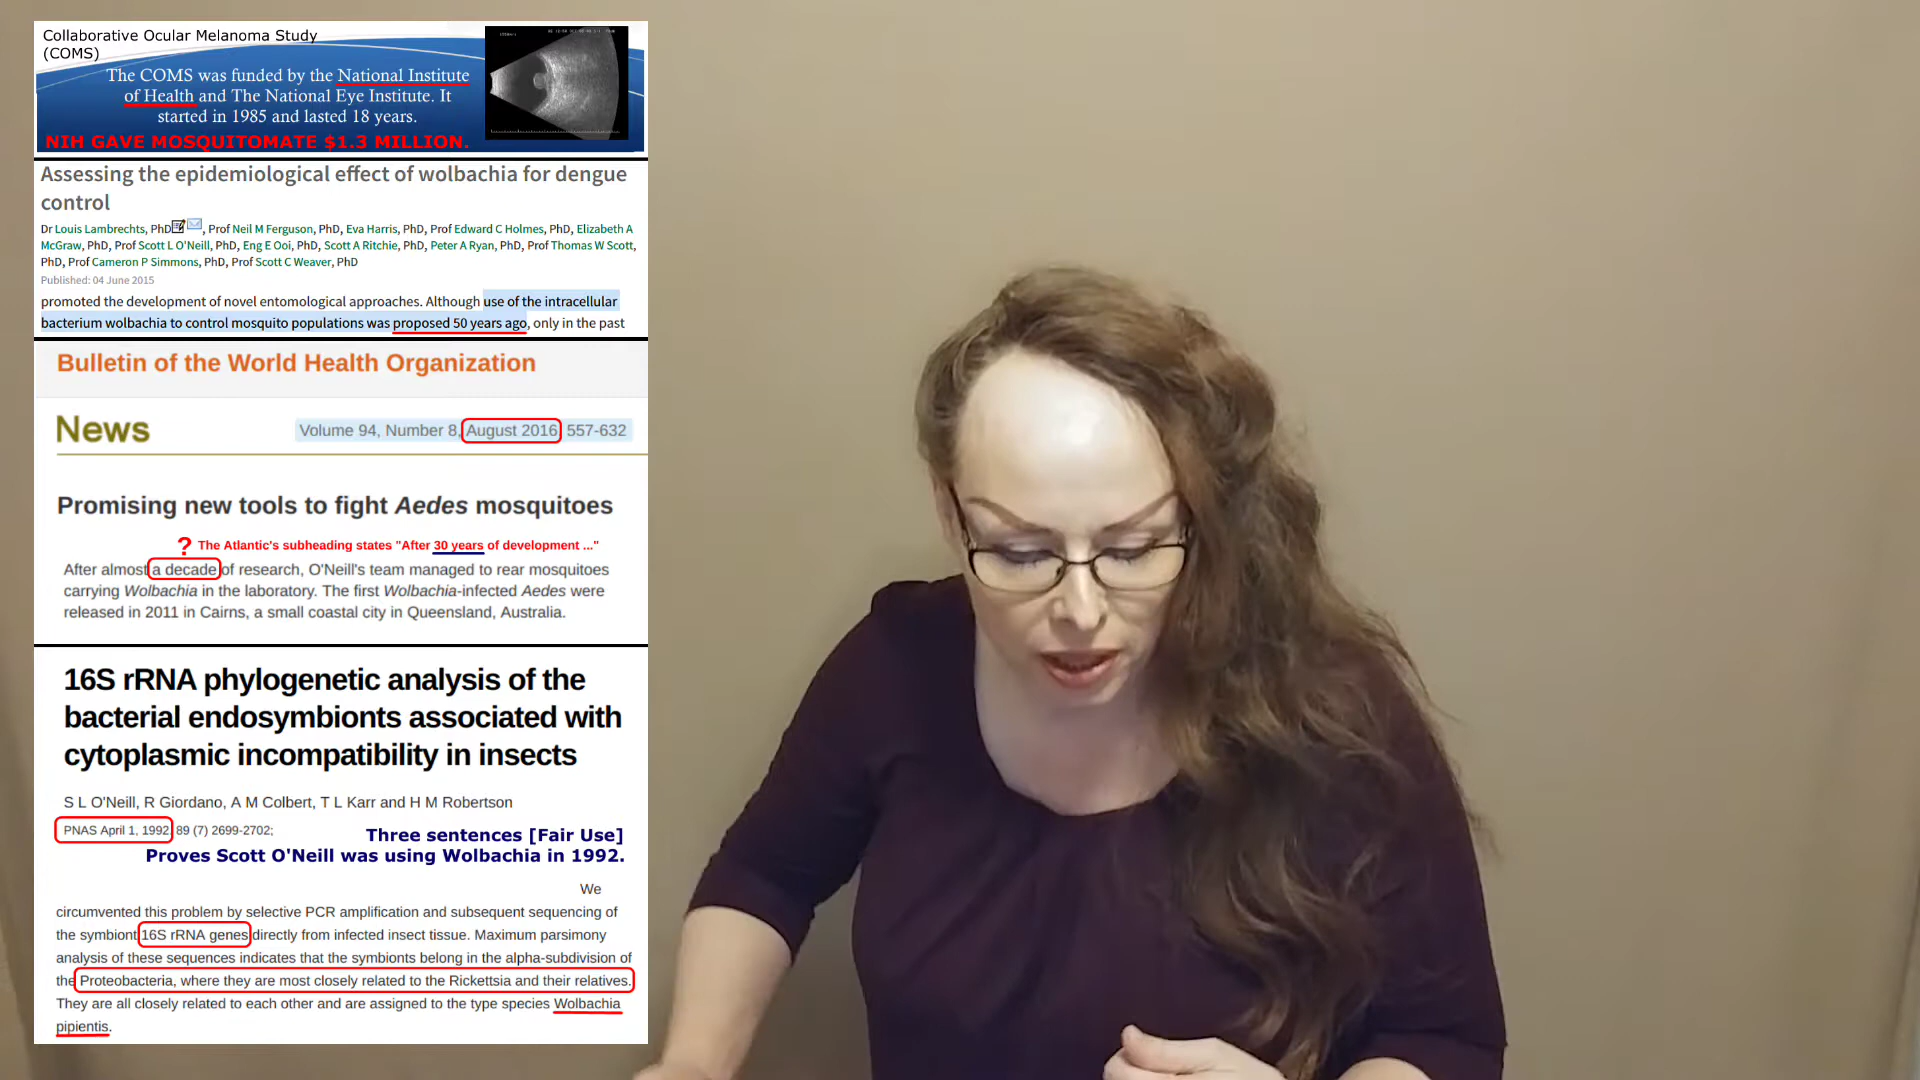 Collaborative Ocular Melanoma Study
(COMS)
The COMS was funded by the National Institute
of Health and The National Eye Institute. It
started in 1985 and lasted 18 years.
NIH GAVE MOSQUITOMATE $1.3 MILLION.
Assessing the epidemiological effect of wolbachia for dengue
control
Dr Louis Lambrechts, PhD, Prof Neil M Ferguson, PhD, Eva Harris, PhD, Prof Edward C Holmes, PhD, Elizabeth A
McGraw, PhD, Prof Scott L O'Neill, PhD, Eng E Ooi, PhD, Scott A Ritchie, PhD, Peter A Ryan, PhD, Prof Thomas W Scott,
PhD, Prof Cameron P Simmons, PhD, Prof Scott C Weaver, PhD
Published: 04 June 2015
promoted the development of novel entomological approaches. Although use of the intracellular
bacterium wolbachia to control mosquito populations was proposed 50 years ago, only in the past
Bulletin of the World Health Organization
News
Volume 94, Number 8, August 2016, 557-632
Promising new tools to fight Aedes mosquitoes
? The Atlantic's subheading states "After 30 years of development ..."
After almost a decade of research, O'Neill's team managed to rear mosquitoes
carrying Wolbachia in the laboratory. The first Wolbachia-infected Aedes were
released in 2011 in Cairns, a small coastal city in Queensland, Australia.
16S rRNA phylogenetic analysis of the
bacterial endosymbionts associated with
cytoplasmic incompatibility in insects
S L O'Neill, R Giordano, A M Colbert, T L Karr and H M Robertson
PNAS April 1, 1992 89 (7) 2699-2702;
Three sentences [Fair Use]
Proves Scott O'Neill was using Wolbachia in 1992.
We
circumvented this problem by selective PCR amplification and subsequent sequencing of
the symbiont 16S rRNA genes directly from infected insect tissue. Maximum parsimony
analysis of these sequences indicates that the symbionts belong in the alpha-subdivision of
the Proteobacteria, where they are most closely related to the Rickettsia and their relatives.
They are all closely related to each other and are assigned to the type species Wolbachia
pipientis.